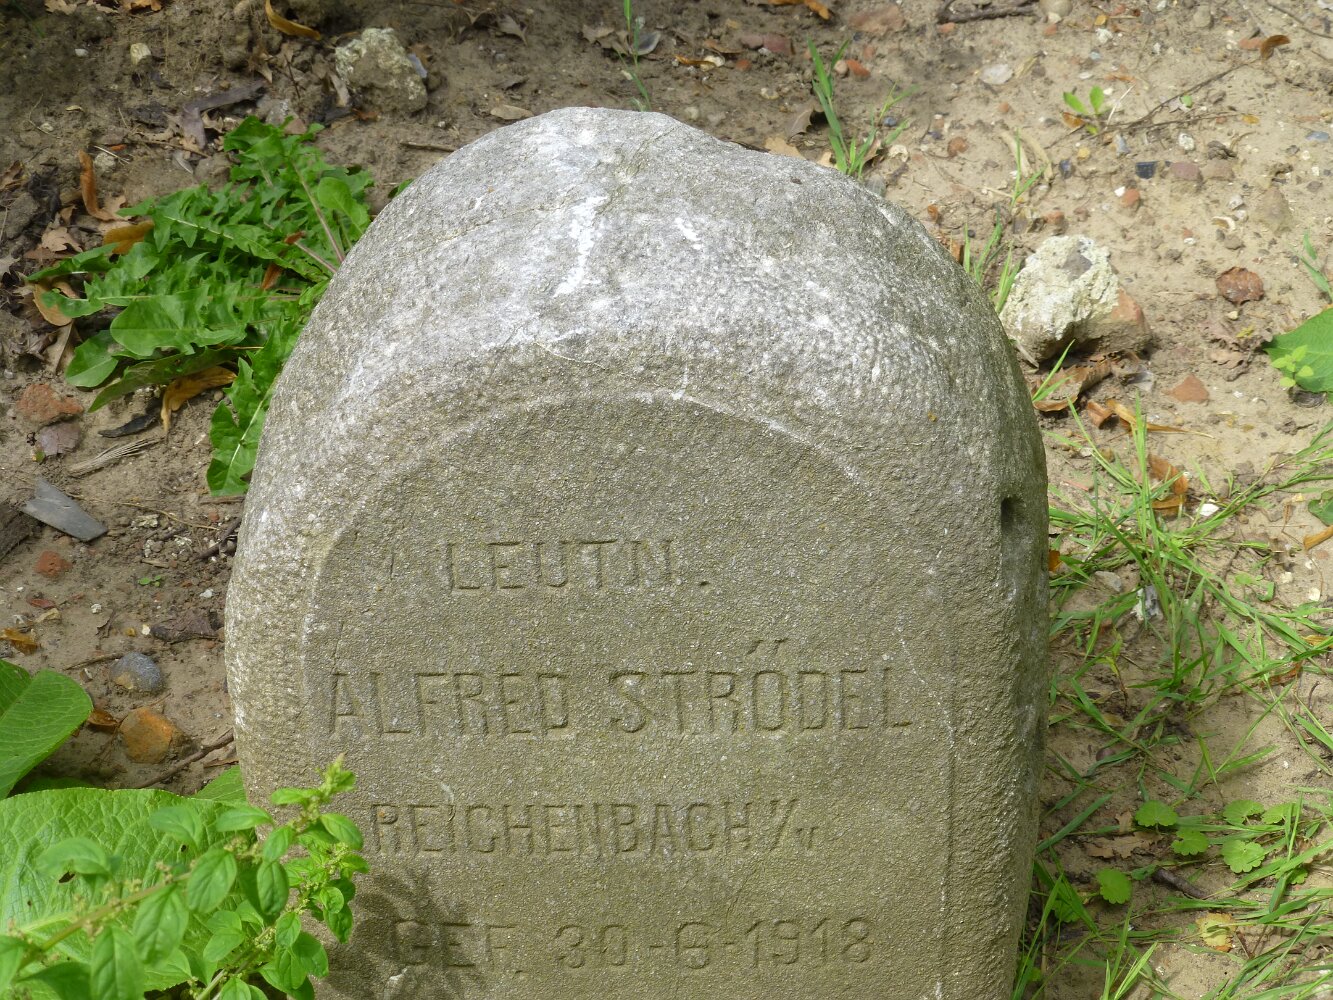 LEUTN.
ALFRED STRÖDEL
REICHENBACH I/T
GEF. 30-6-1918